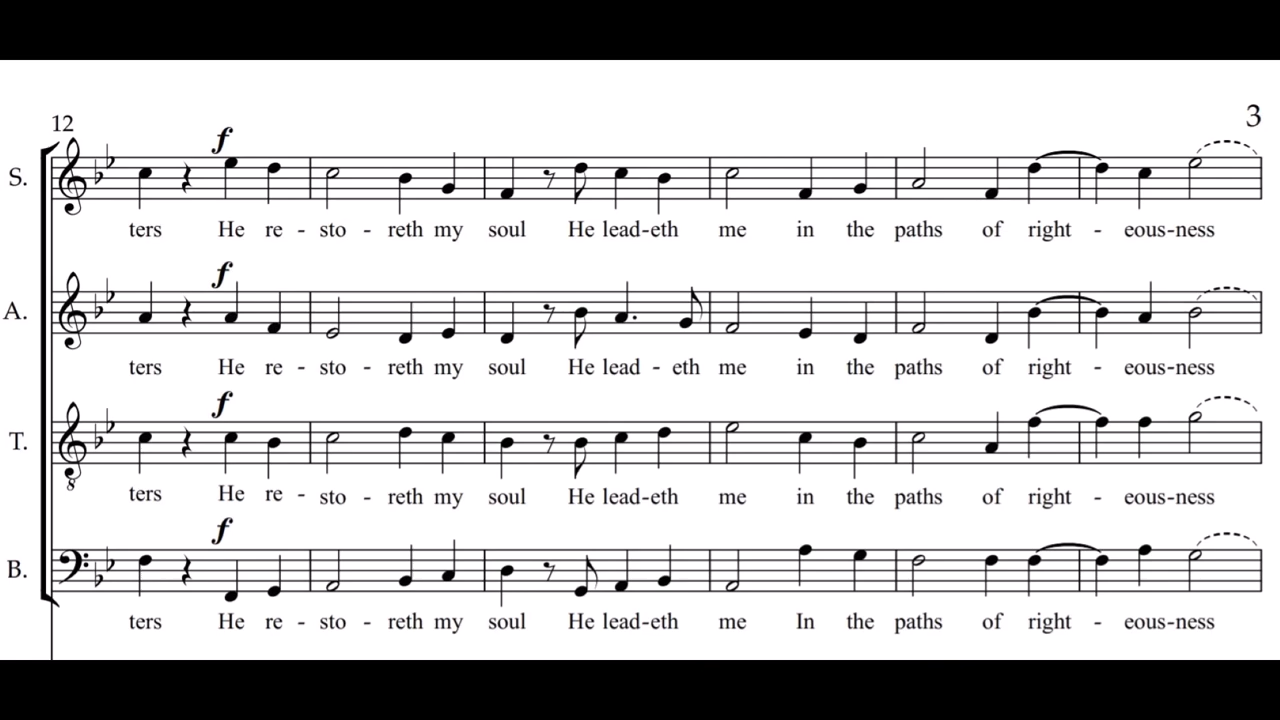 12
3
f
S.
ters He re - sto - reth my soul He lead-eth me in the paths of right - eous-ness
f
A.
ters He re - sto - reth my soul He lead - eth me in the paths of right - eous-ness
f
T.
8
ters He re - sto - reth my soul He lead-eth me in the paths of right - eous-ness
f
B.
ters He re - sto - reth my soul He lead-eth me In the paths of right - eous-ness